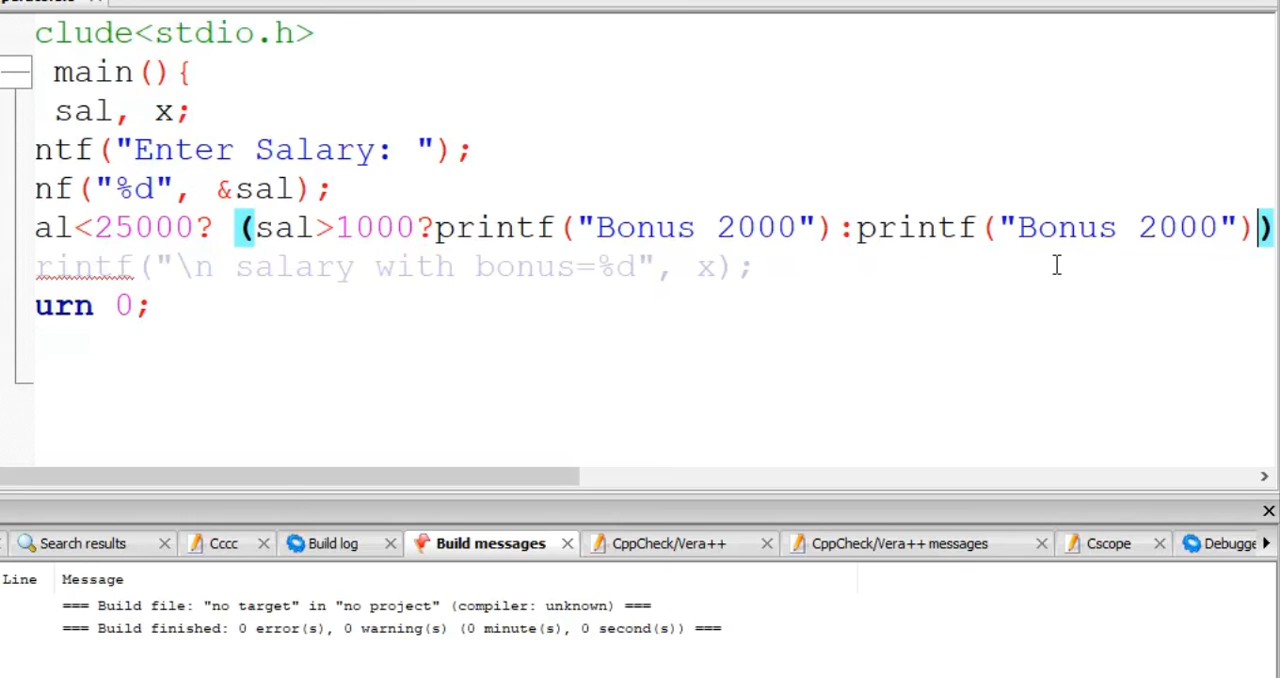 clude<stdio.h>
main(){
sal, x;
ntf("Enter Salary: ");
nf("%d", &sal);
al<25000? (sal>1000?printf("Bonus 2000"):printf("Bonus 2000"))
rintf("\n salary with bonus=%d", x);
urn 0;
Search results Cccc Build log Build messages CppCheck/Vera++ CppCheck/Vera++ messages Cscope Debugge
Line Message
=== Build file: "no target" in "no project" (compiler: unknown) ===
=== Build finished: 0 error(s), 0 warning(s) (0 minute(s), 0 second(s)) ===